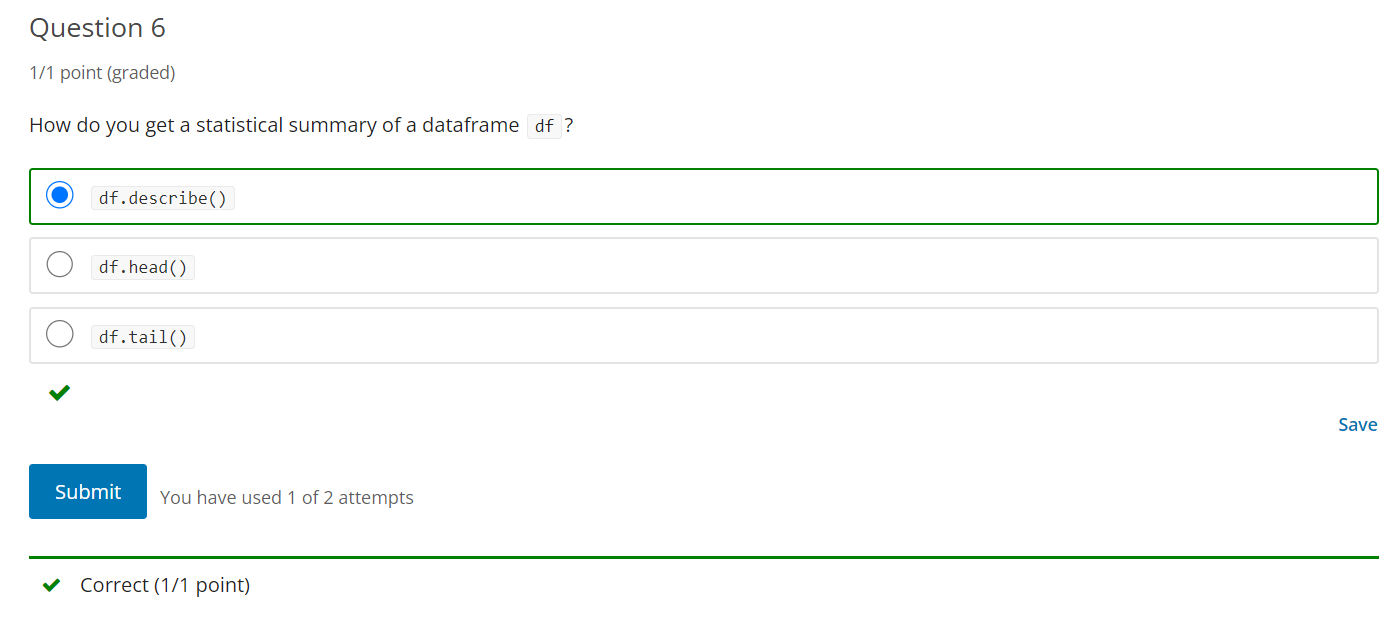 Question 6
1/1 point (graded)
How do you get a statistical summary of a dataframe df ?
df.describe()
df.head()
df.tail()
Save
Submit You have used 1 of 2 attempts
Correct (1/1 point)